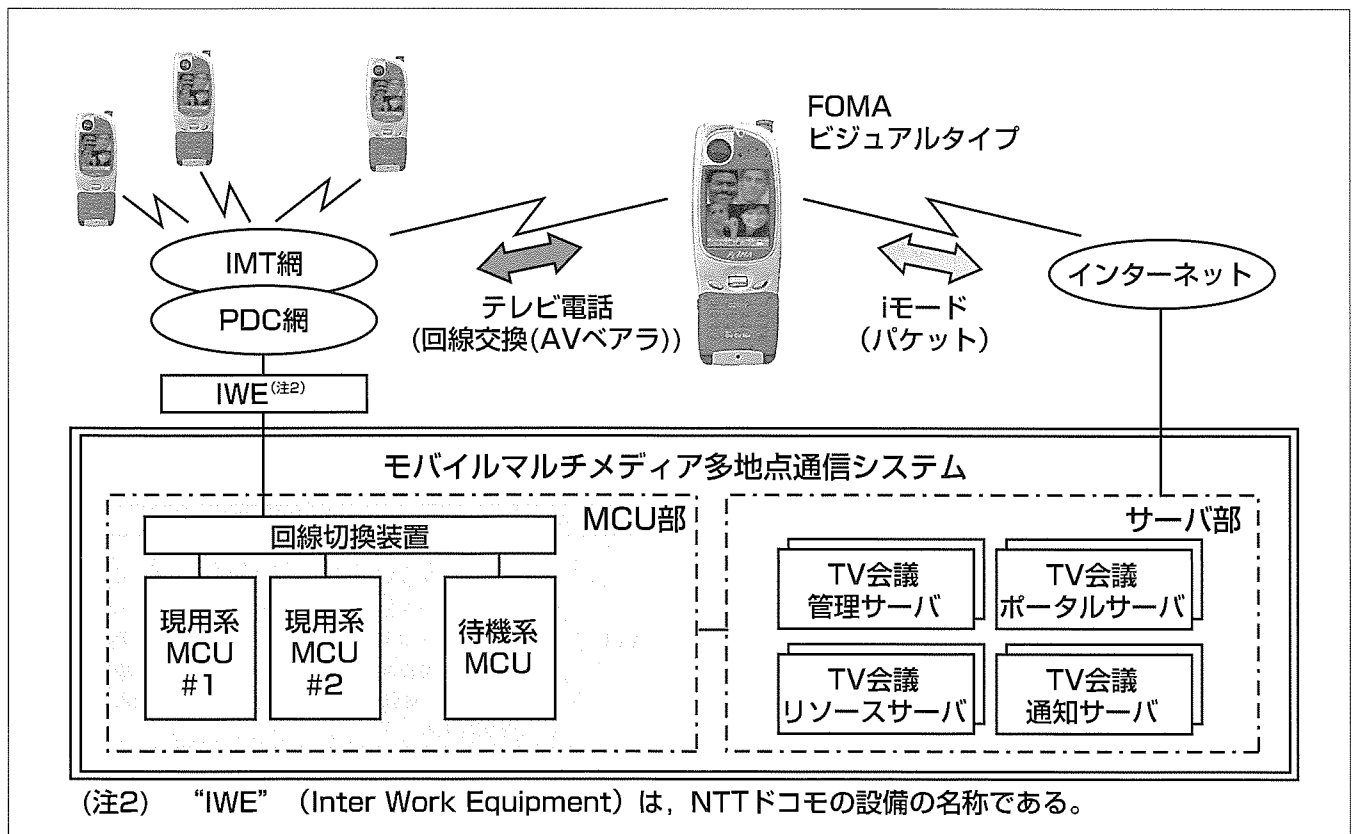 FOMA
ビジュアルタイプ
IMT網
PDC網
テレビ電話
(回線交換(AVベアラ))
iモード
(パケット)
インターネット
IWE(注2)
モバイルマルチメディア多地点通信システム
MCU部
回線切換装置
現用系
MCU
#1
現用系
MCU
#2
待機系
MCU
サーバ部
TV会議
管理サーバ
TV会議
ポータルサーバ
TV会議
リソースサーバ
TV会議
通知サーバ
(注2) “IWE” (Inter Work Equipment) は,NTTドコモの設備の名称である。